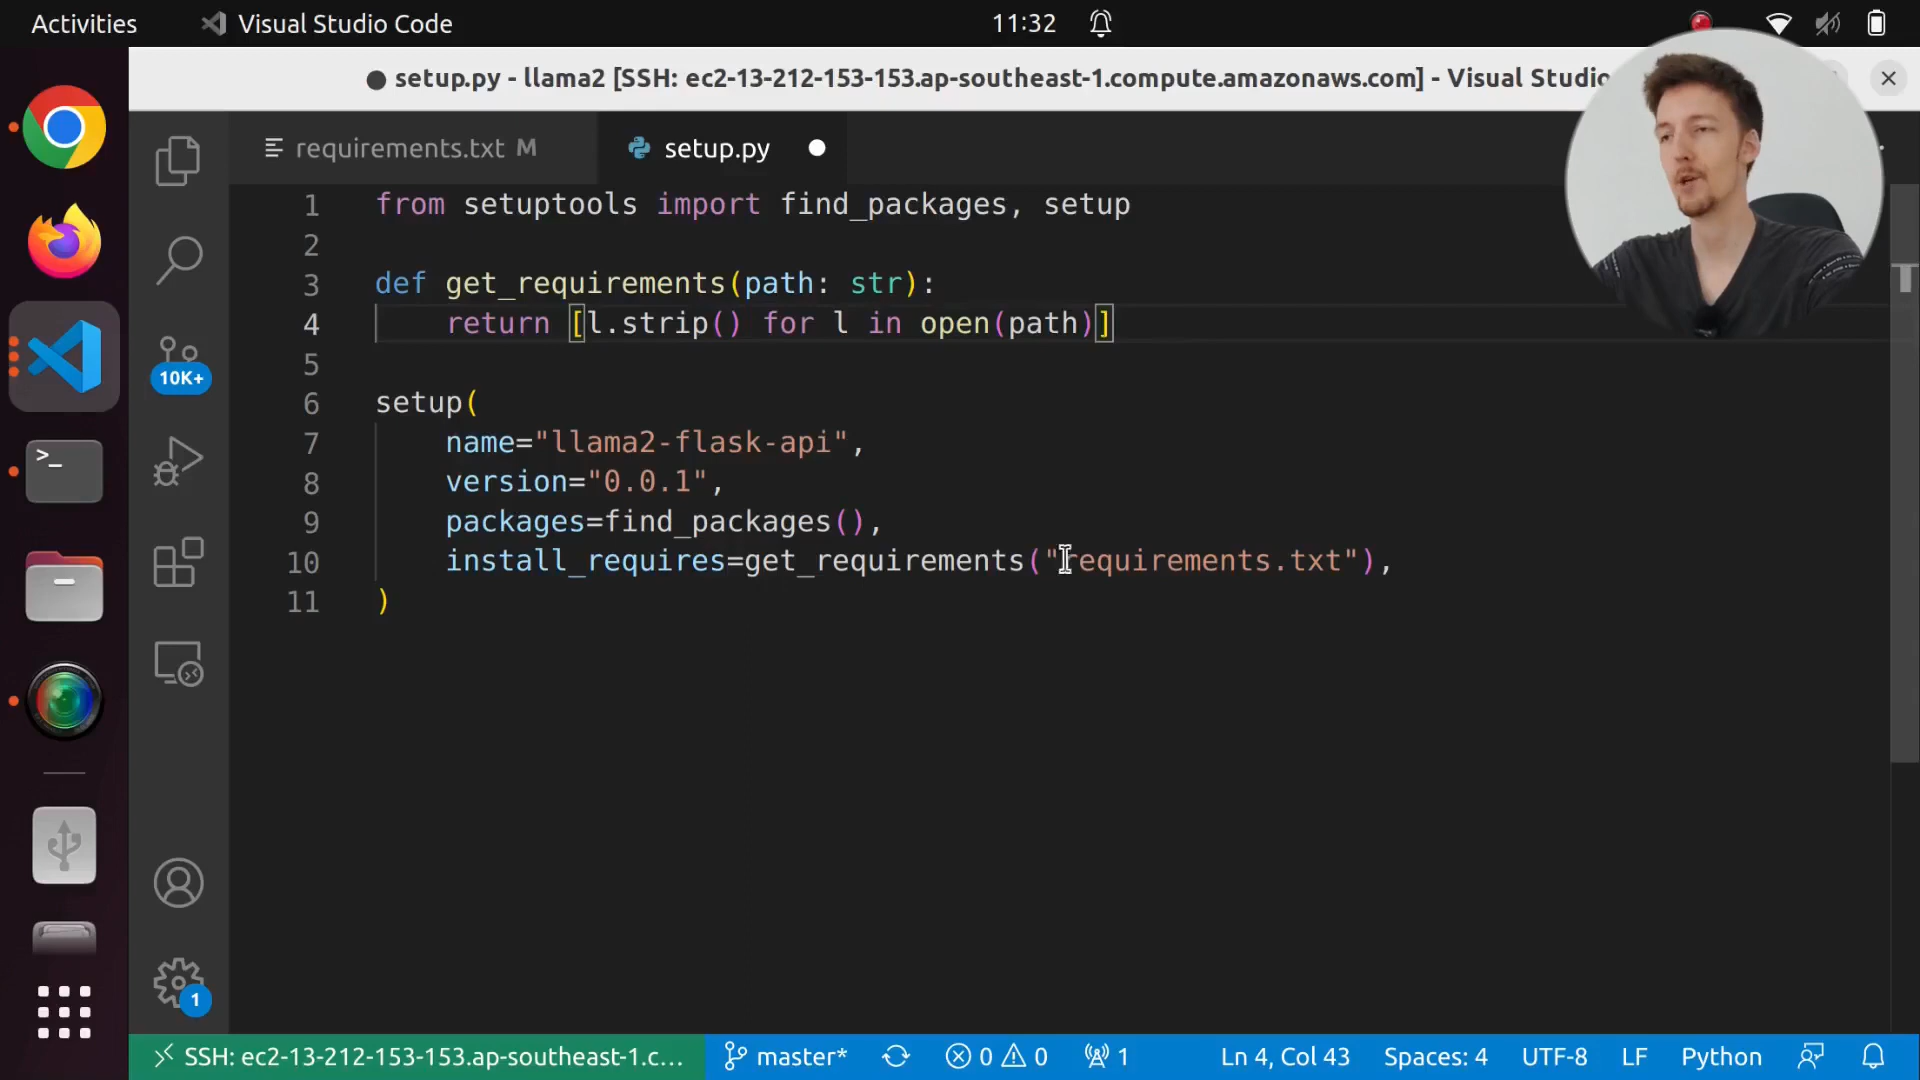 Activities
Visual Studio Code
11:32
setup.py - llama2 [SSH: ec2-13-212-153-153.ap-southeast-1.compute.amazonaws.com] - Visual Studio
requirements.txt M
setup.py
1 from setuptools import find_packages, setup
2
3 def get_requirements(path: str):
4 return [l.strip() for l in open(path)]
5
6 setup(
7 name="llama2-flask-api",
8 version="0.0.1",
9 packages=find_packages(),
10 install_requires=get_requirements("requirements.txt"),
11 )
10K+
1
SSH: ec2-13-212-153-153.ap-southeast-1.c...
master*
0
0
1
Ln 4, Col 43
Spaces: 4
UTF-8
LF
Python